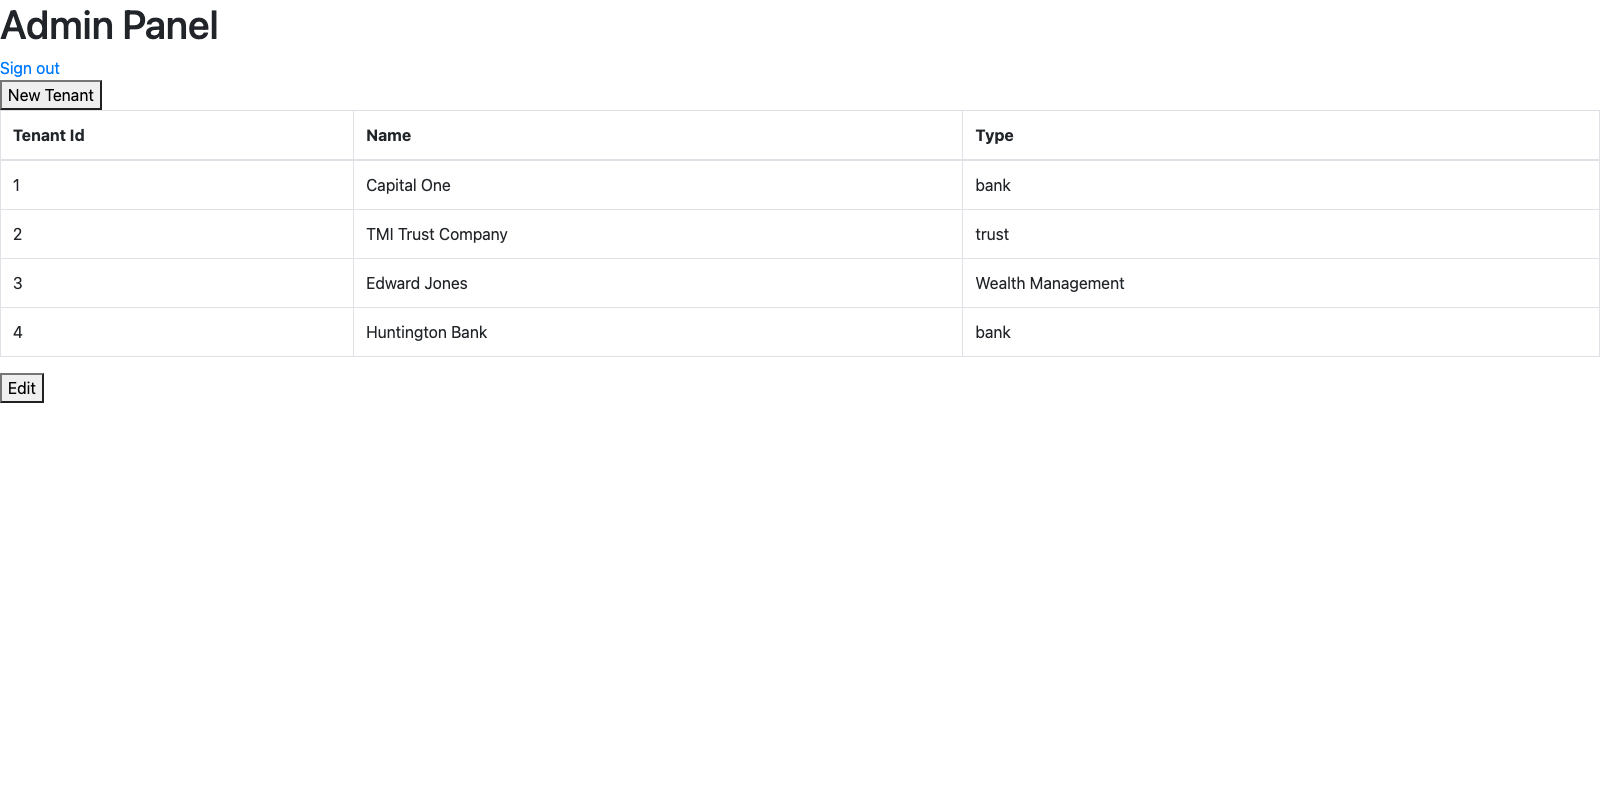 Admin Panel
Sign out
New Tenant
Tenant Id Name Type
1 Capital One bank
2 TMI Trust Company trust
3 Edward Jones Wealth Management
4 Huntington Bank bank
Edit